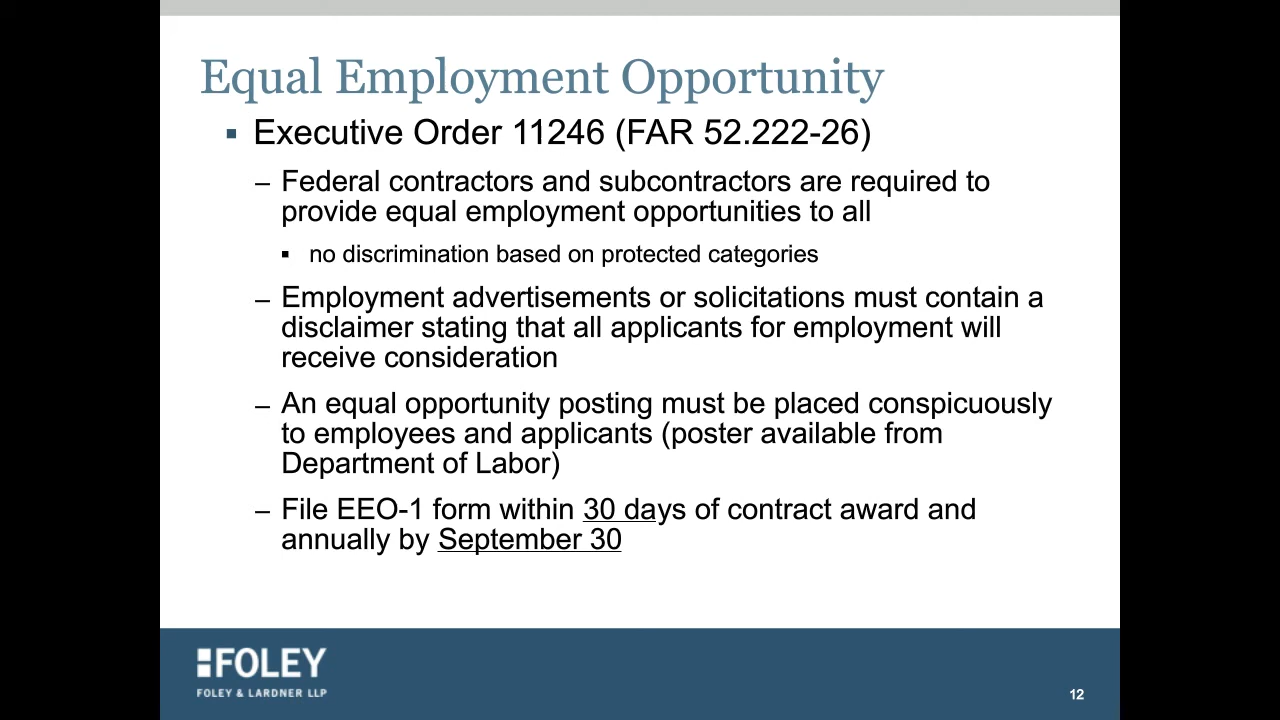 Equal Employment Opportunity
▪ Executive Order 11246 (FAR 52.222-26)
– Federal contractors and subcontractors are required to
provide equal employment opportunities to all
▪ no discrimination based on protected categories
– Employment advertisements or solicitations must contain a
disclaimer stating that all applicants for employment will
receive consideration
– An equal opportunity posting must be placed conspicuously
to employees and applicants (poster available from
Department of Labor)
– File EEO-1 form within 30 days of contract award and
annually by September 30
FOLEY
FOLEY & LARDNER LLP
12